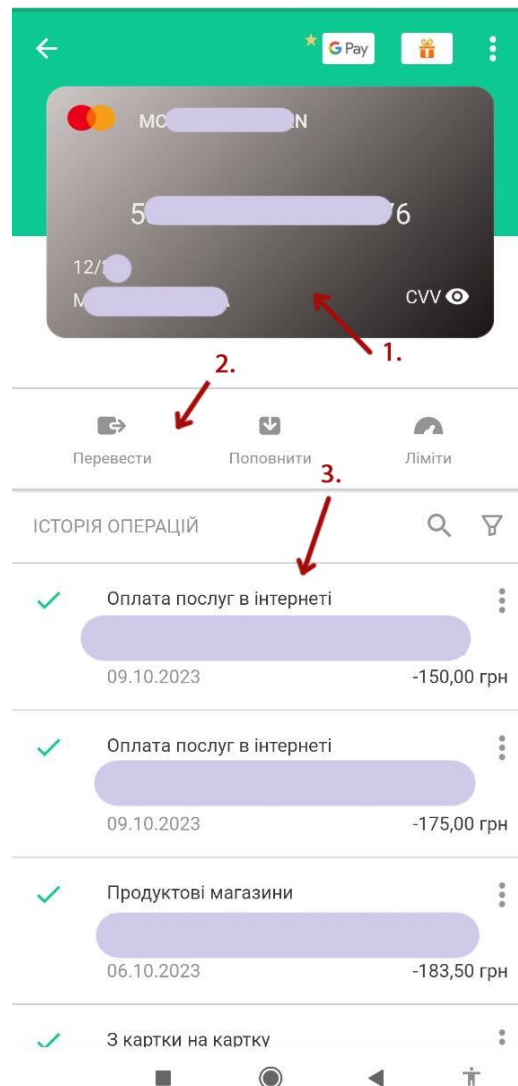 G Pay
MC N
5 76
12/
M A
CVV
1.
2.
Перевести
Поповнити
Ліміти
3.
ІСТОРІЯ ОПЕРАЦІЙ
Оплата послуг в інтернеті
09.10.2023
-150,00 грн
Оплата послуг в інтернеті
09.10.2023
-175,00 грн
Продуктові магазини
06.10.2023
-183,50 грн
З картки на картку